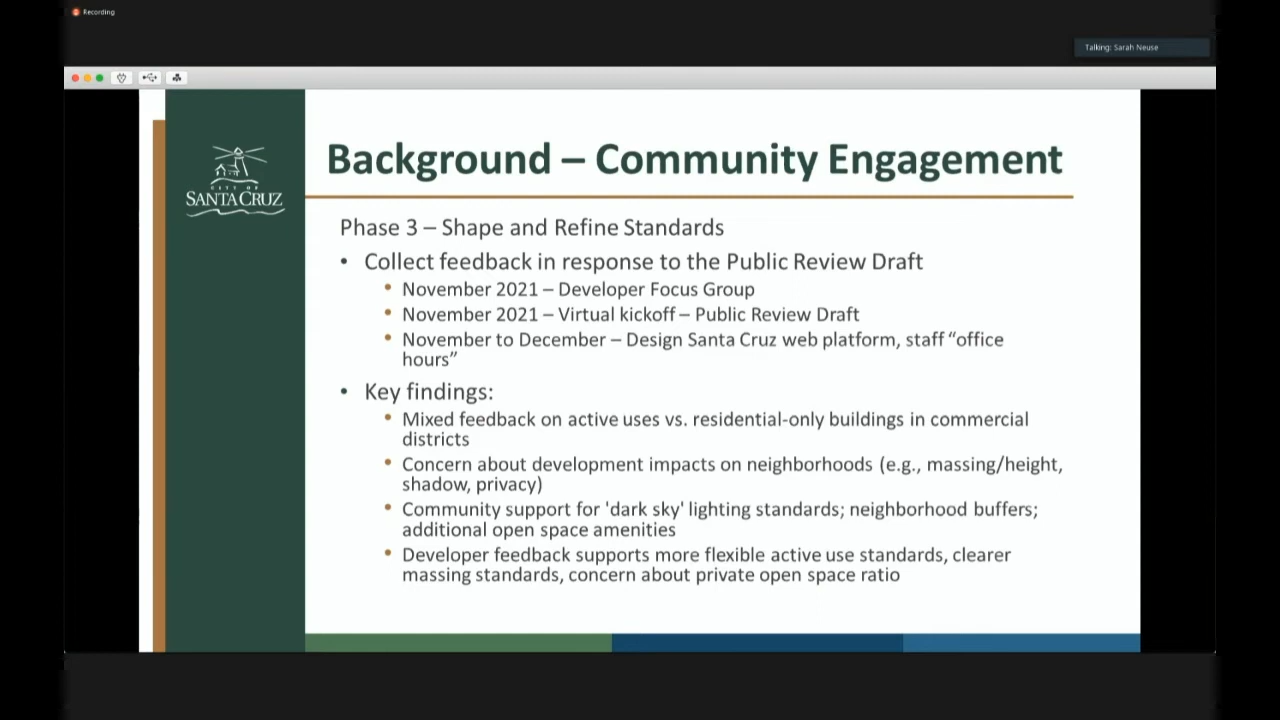 Recording
Talking: Sarah Neuse
Background – Community Engagement
CITY OF
SANTA CRUZ
Phase 3 – Shape and Refine Standards
• Collect feedback in response to the Public Review Draft
• November 2021 – Developer Focus Group
• November 2021 – Virtual kickoff – Public Review Draft
• November to December – Design Santa Cruz web platform, staff “office
hours”
• Key findings:
• Mixed feedback on active uses vs. residential-only buildings in commercial
districts
• Concern about development impacts on neighborhoods (e.g., massing/height,
shadow, privacy)
• Community support for 'dark sky' lighting standards; neighborhood buffers;
additional open space amenities
• Developer feedback supports more flexible active use standards, clearer
massing standards, concern about private open space ratio